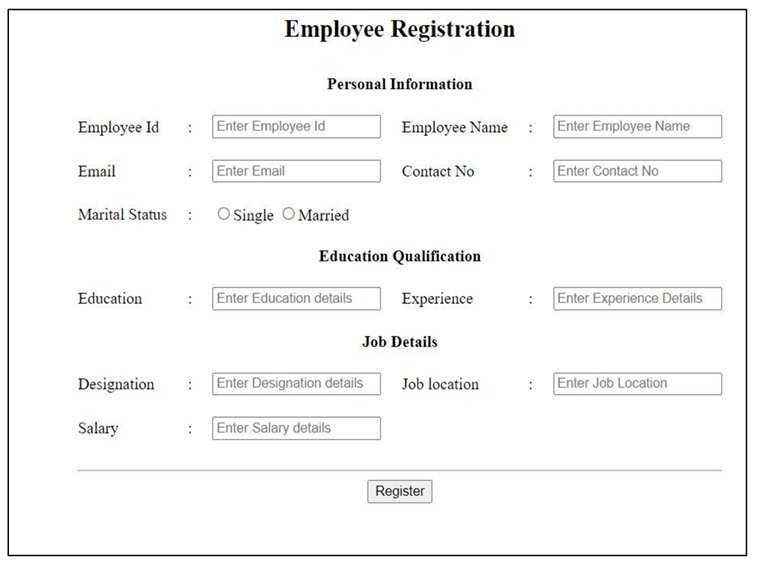 Employee Registration
Personal Information
Employee Id : Enter Employee Id Employee Name : Enter Employee Name
Email : Enter Email Contact No : Enter Contact No
Marital Status : Single Married
Education Qualification
Education : Enter Education details Experience : Enter Experience Details
Job Details
Designation : Enter Designation details Job location : Enter Job Location
Salary : Enter Salary details
Register